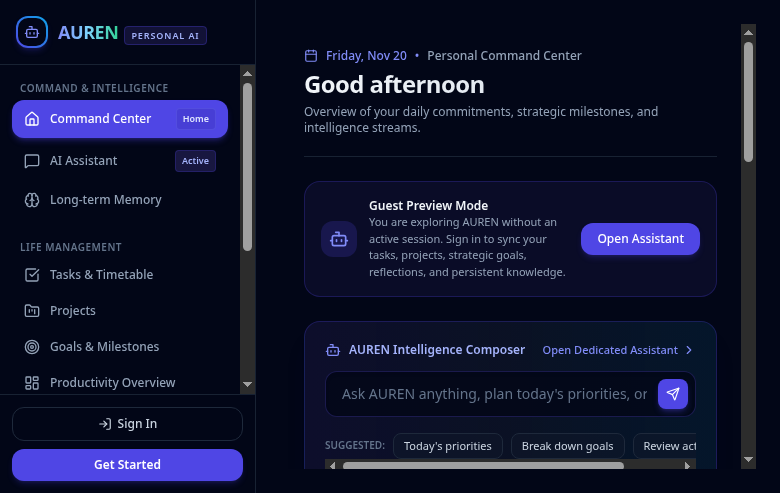 AUREN PERSONAL AI
COMMAND & INTELLIGENCE
Command Center Home
AI Assistant Active
Long-term Memory
LIFE MANAGEMENT
Tasks & Timetable
Projects
Goals & Milestones
Productivity Overview
Sign In
Get Started
Friday, Nov 20 • Personal Command Center
Good afternoon
Overview of your daily commitments, strategic milestones, and
intelligence streams.
Guest Preview Mode
You are exploring AUREN without an
active session. Sign in to sync your
tasks, projects, strategic goals,
reflections, and persistent knowledge.
Open Assistant
AUREN Intelligence Composer Open Dedicated Assistant
Ask AUREN anything, plan today's priorities, or
SUGGESTED: Today's priorities Break down goals Review act